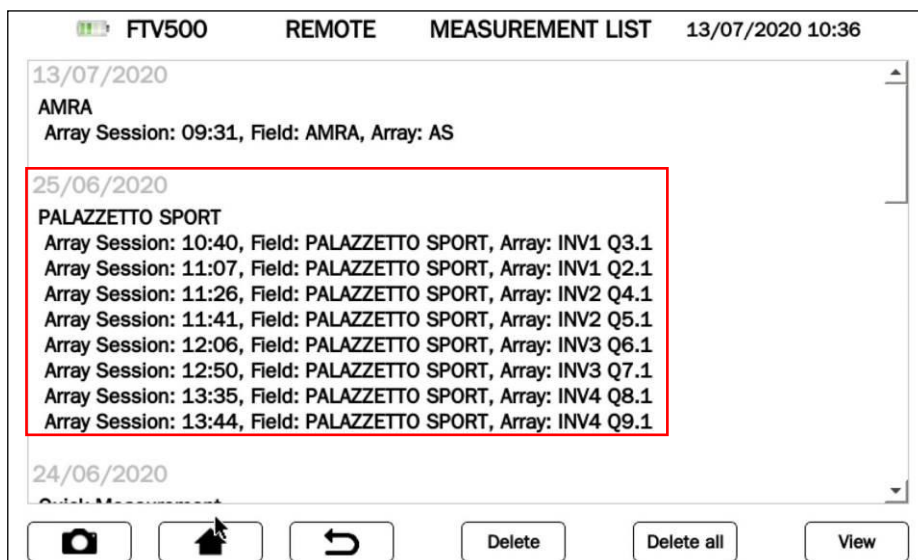 FTV500 REMOTE MEASUREMENT LIST 13/07/2020 10:36
13/07/2020
AMRA
Array Session: 09:31, Field: AMRA, Array: AS
25/06/2020
PALAZZETTO SPORT
Array Session: 10:40, Field: PALAZZETTO SPORT, Array: INV1 Q3.1
Array Session: 11:07, Field: PALAZZETTO SPORT, Array: INV1 Q2.1
Array Session: 11:26, Field: PALAZZETTO SPORT, Array: INV2 Q4.1
Array Session: 11:41, Field: PALAZZETTO SPORT, Array: INV2 Q5.1
Array Session: 12:06, Field: PALAZZETTO SPORT, Array: INV3 Q6.1
Array Session: 12:50, Field: PALAZZETTO SPORT, Array: INV3 Q7.1
Array Session: 13:35, Field: PALAZZETTO SPORT, Array: INV4 Q8.1
Array Session: 13:44, Field: PALAZZETTO SPORT, Array: INV4 Q9.1
24/06/2020
Quick Measurement
Delete Delete all View